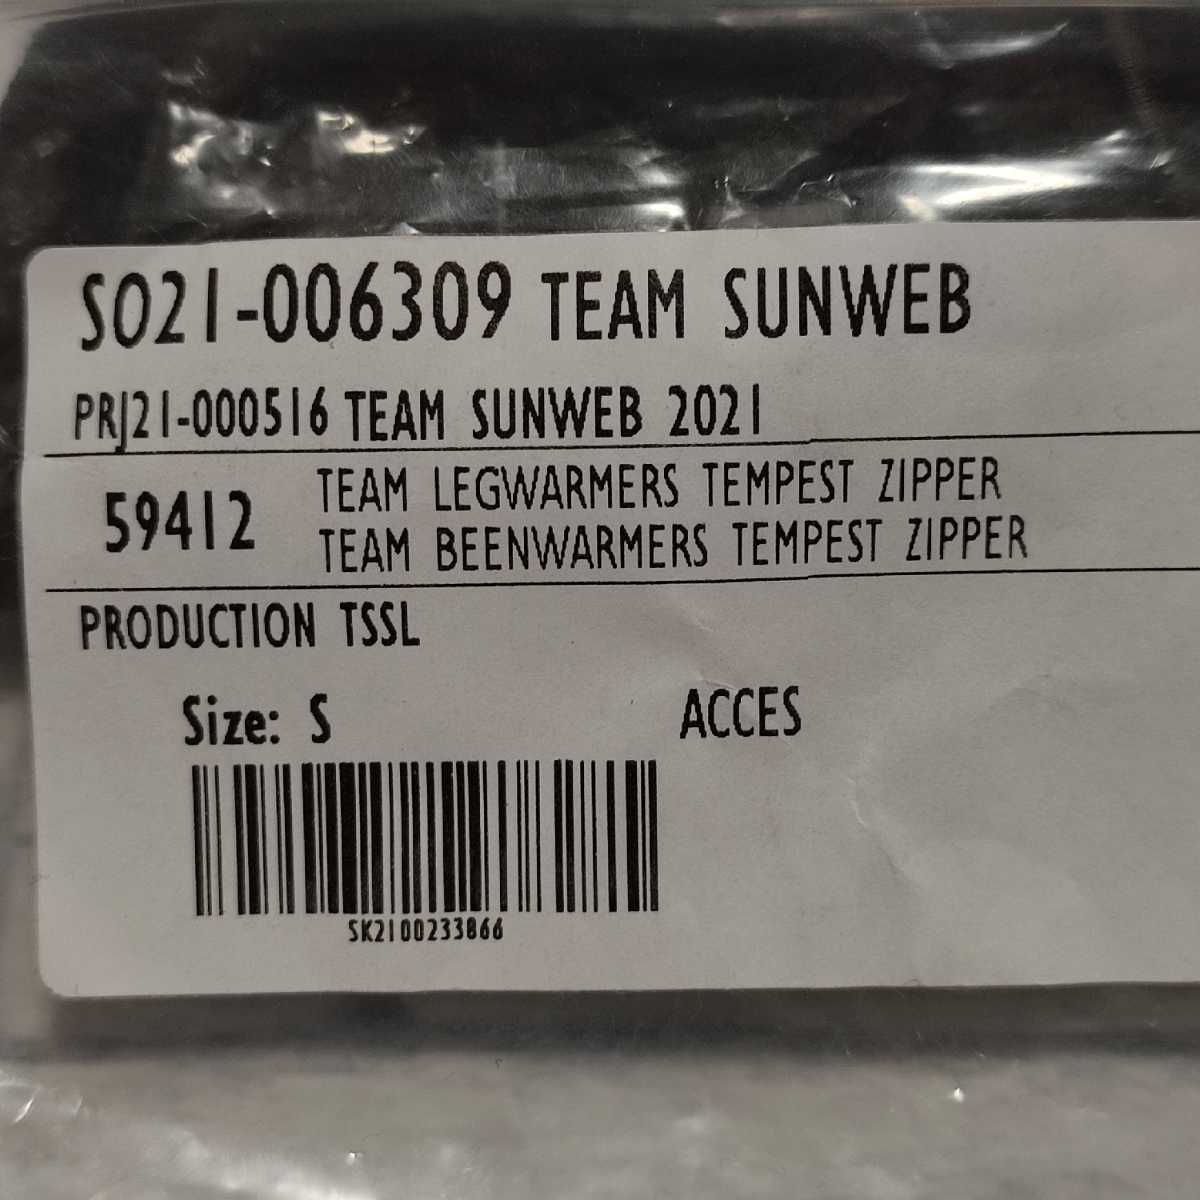 SO21-006309 TEAM SUNWEB
PRJ21-000516 TEAM SUNWEB 2021
59412 TEAM LEGWARMERS TEMPEST ZIPPER
TEAM BEENWARMERS TEMPEST ZIPPER
PRODUCTION TSSL
Size: S ACCES
SK2100233866